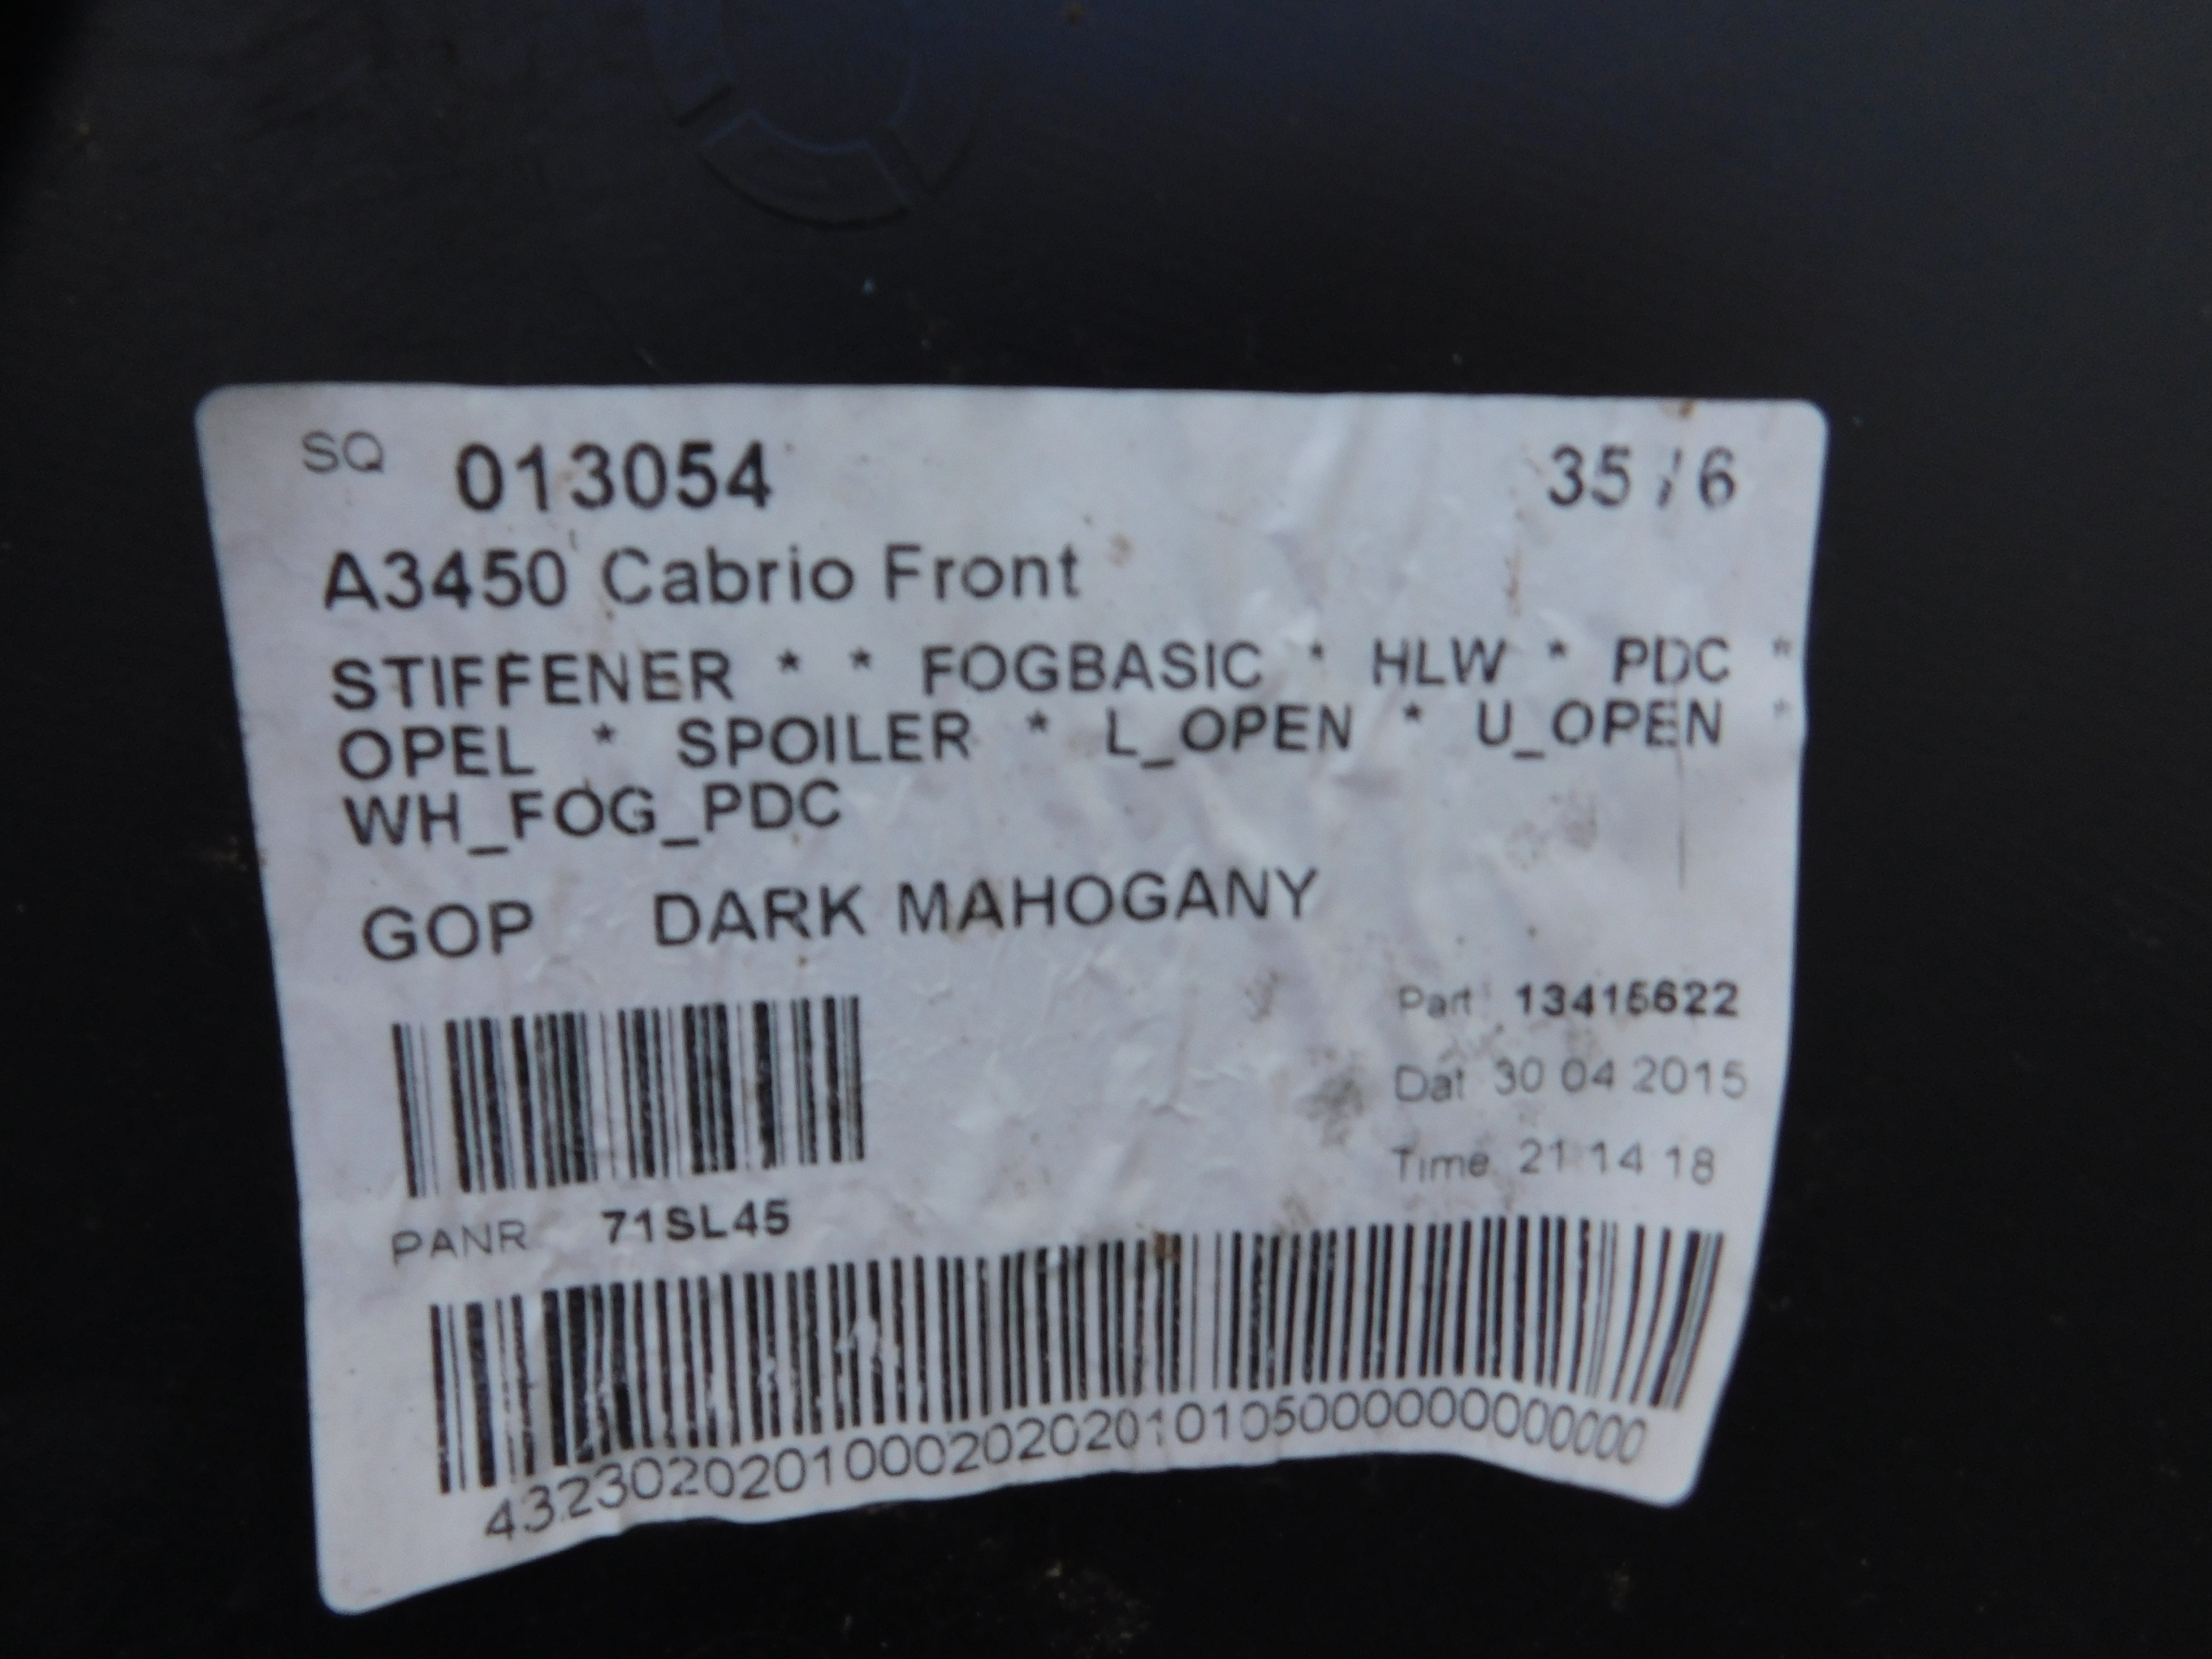 SQ 013054 35 / 6
A3450 Cabrio Front
STIFFENER * * FOGBASIC * HLW * PDC *
OPEL * SPOILER * L_OPEN * U_OPEN *
WH_FOG_PDC
GOP DARK MAHOGANY
Part 13415622
Dat 30 04 2015
Time 21 14 18
PANR 71SL45